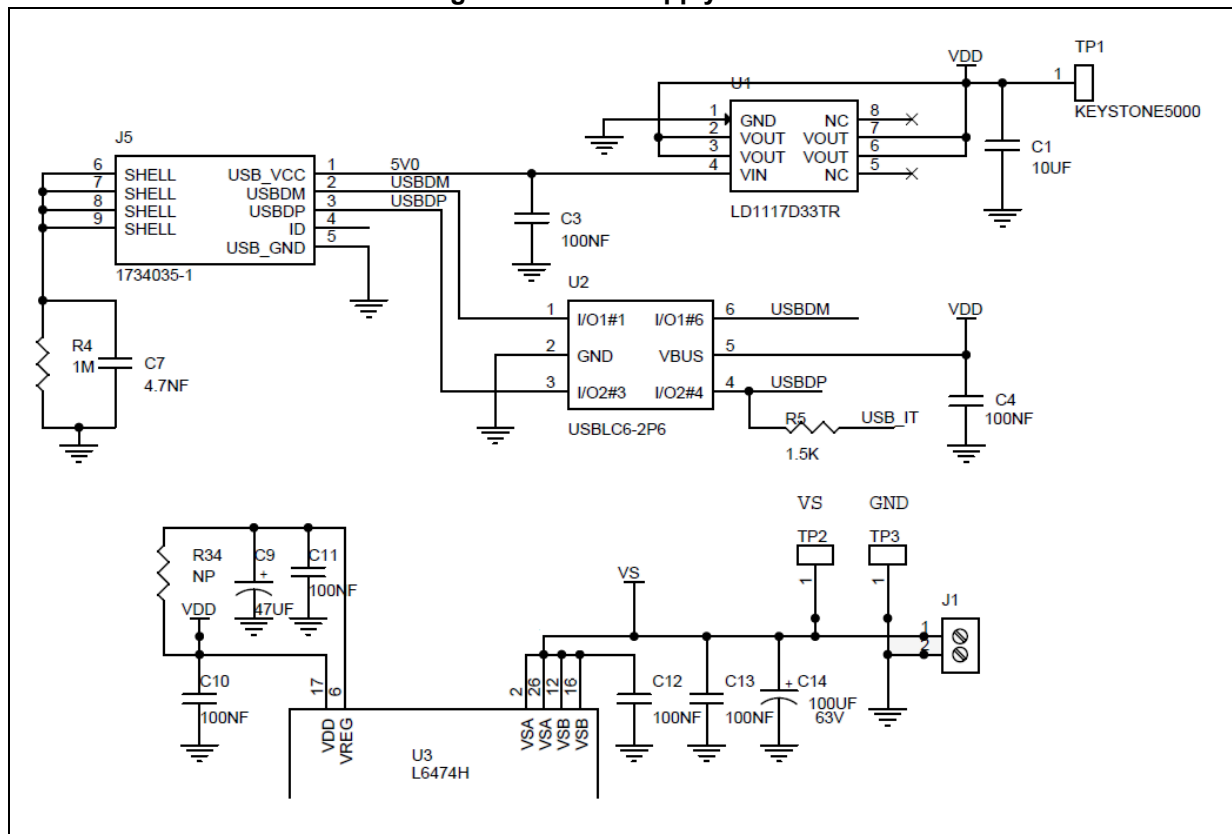 VDD
TP1
1
KEYSTONE5000
U1
1 GND NC 8
2 VOUT VOUT 7
3 VOUT VOUT 6
4 VIN NC 5
LD1117D33TR
C1
10UF
J5
6 SHELL USB_VCC 1 5V0
7 SHELL USBDM 2 USBDM
8 SHELL USBDP 3 USBDP
9 SHELL ID 4
USB_GND 5
1734035-1
C3
100NF
R4
1M
C7
4.7NF
U2
1 I/O1#1 I/O1#6 6 USBDM
2 GND VBUS 5
3 I/O2#3 I/O2#4 4 USBDP
USBLC6-2P6
VDD
C4
100NF
R5 USB_IT
1.5K
VS GND
TP2 TP3
1 1
R34
NP
C9
+
47UF
C11
100NF
VDD
C10
100NF
VS
J1
1
2
17 6
VDD VREG
2 26 12 16
VSA VSA VSB VSB
U3
L6474H
C12
100NF
C13
100NF
+ C14
100UF
63V